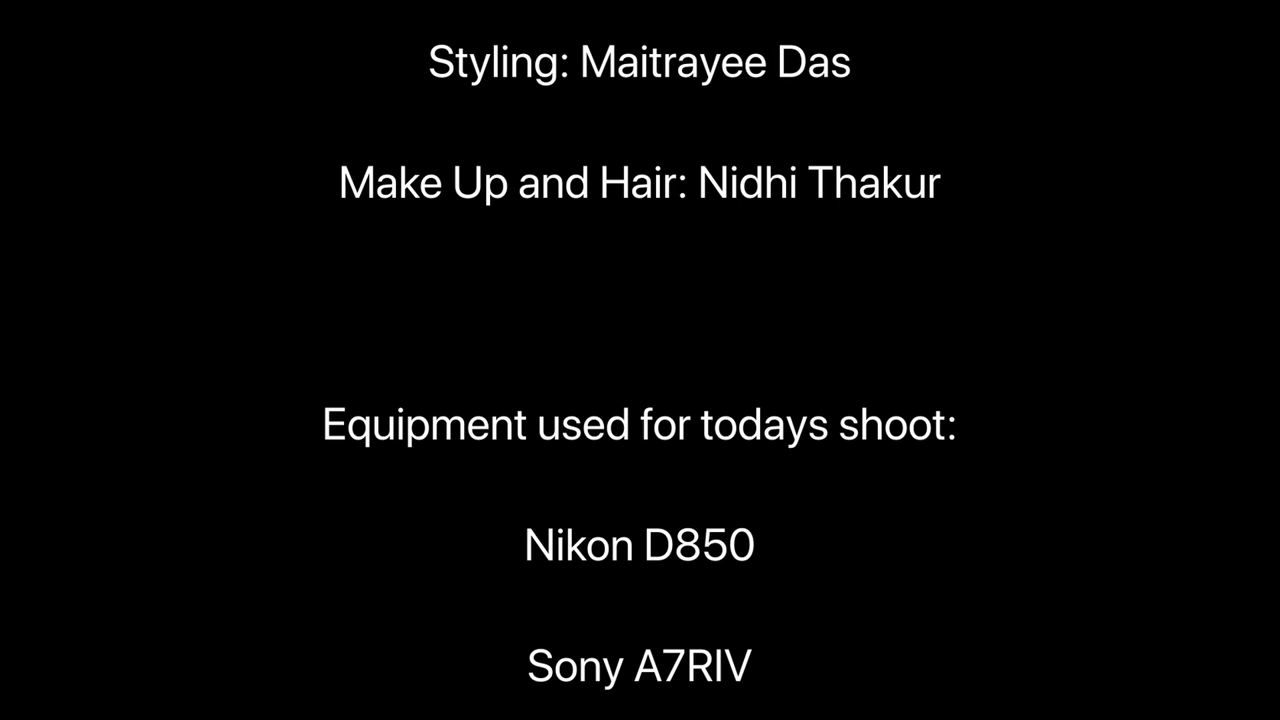 Styling: Maitrayee Das
Make Up and Hair: Nidhi Thakur
Equipment used for todays shoot:
Nikon D850
Sony A7RIV